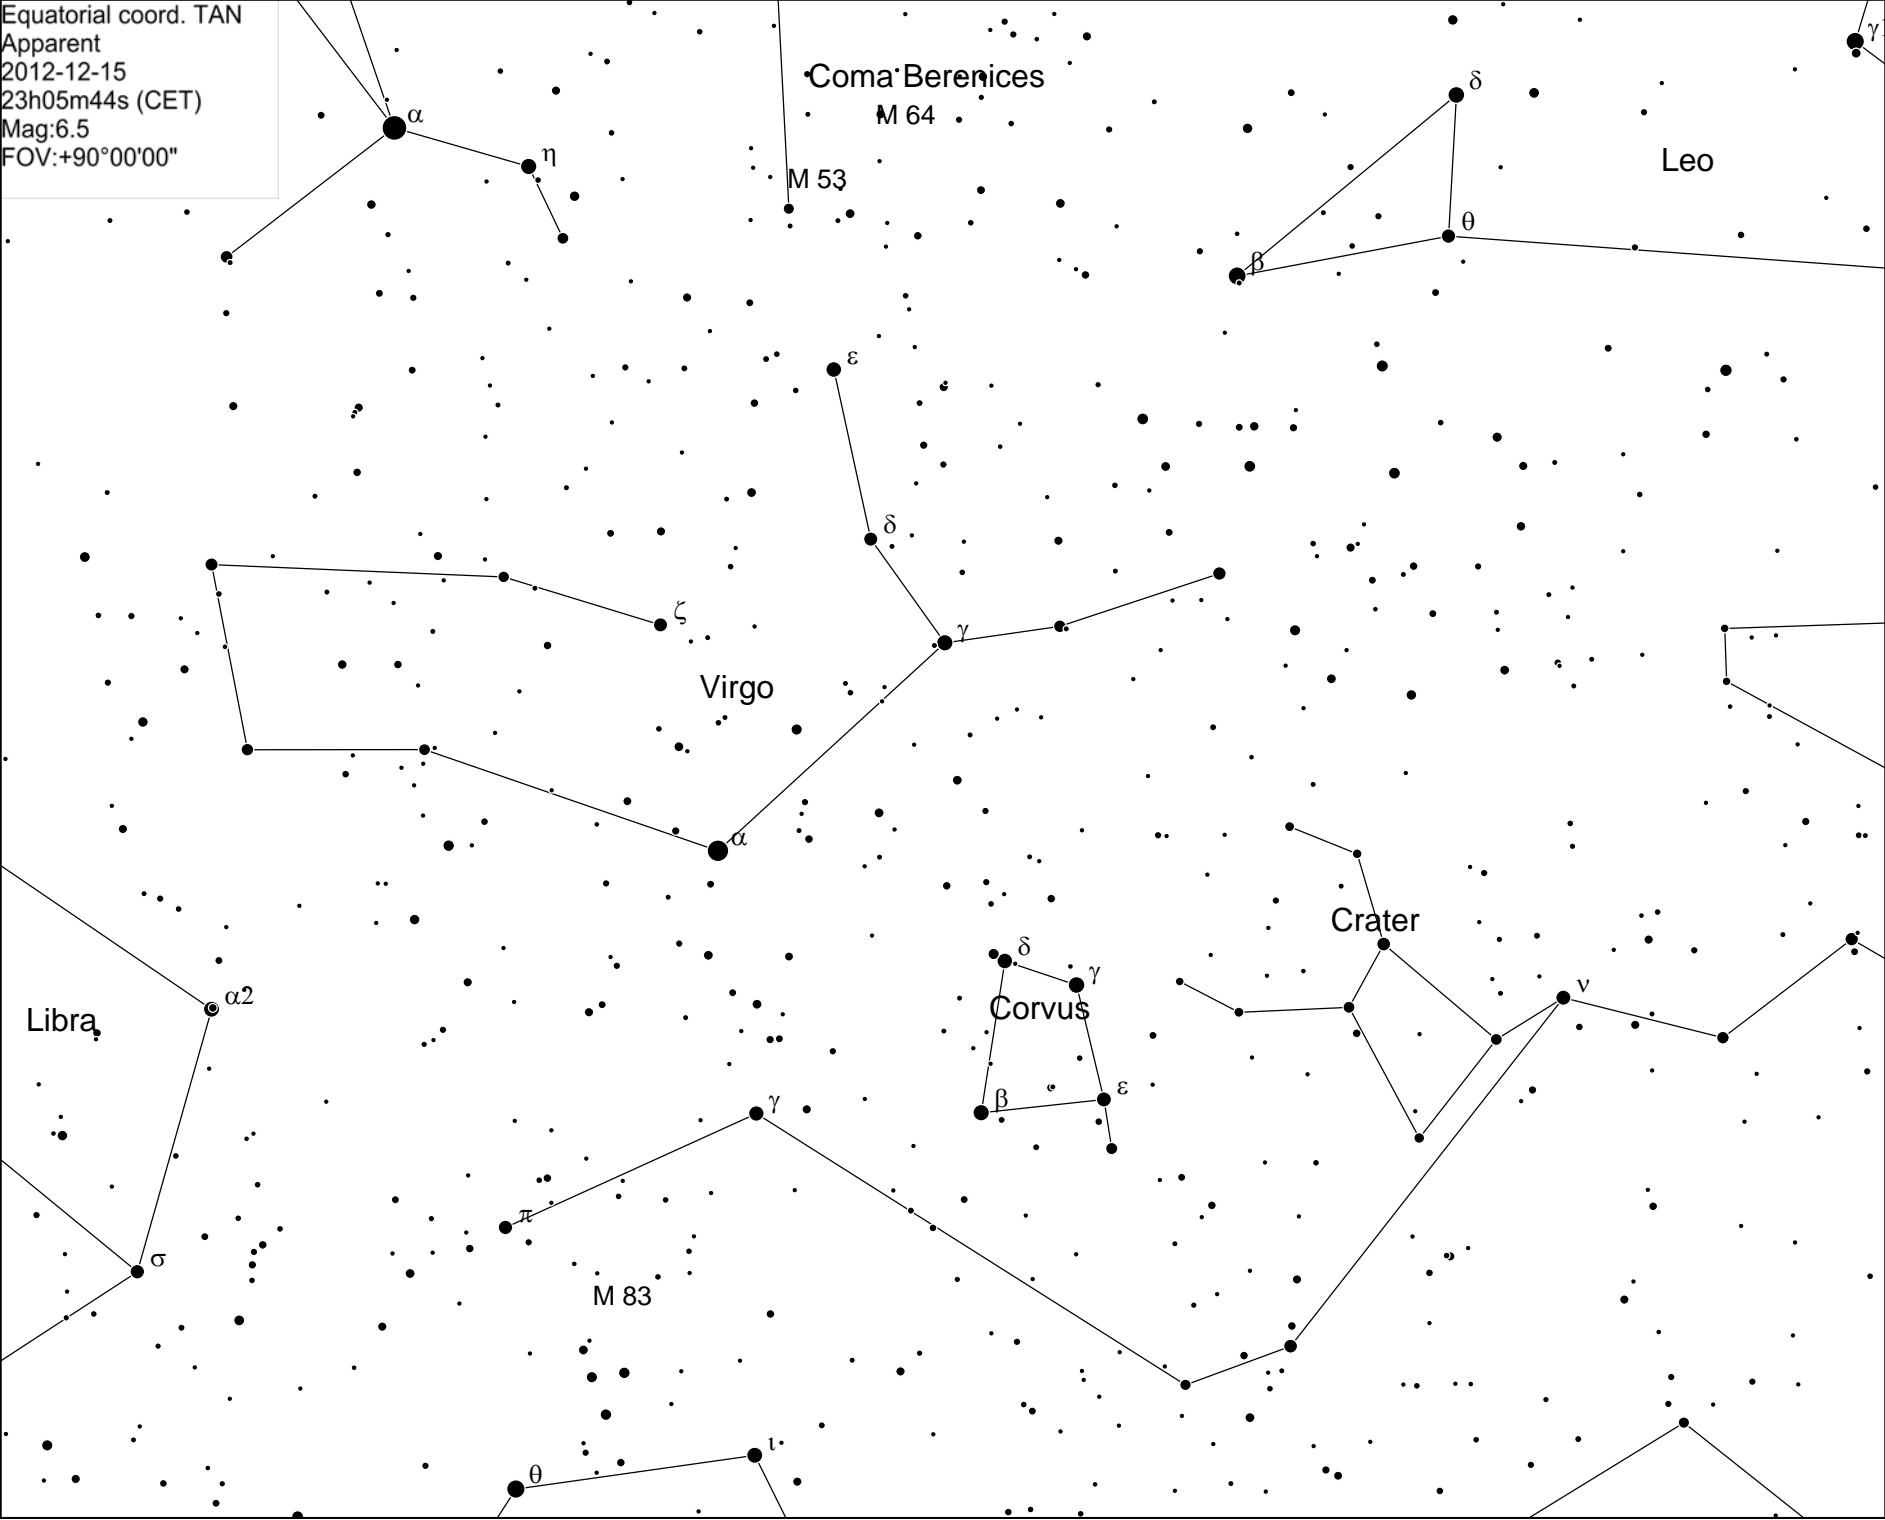 Equatorial coord. TAN
Apparent
2012-12-15
23h05m44s (CET)
Mag:6.5
FOV:+90°00'00"
γ1
Coma Berenices
δ
α
M 64
η
Leo
M 53
θ
β
ε
δ
ζ
γ
Virgo
α
Crater
δ
γ
ν
α2
Corvus
Libra
ε
β
γ
π
σ
M 83
ι
θ